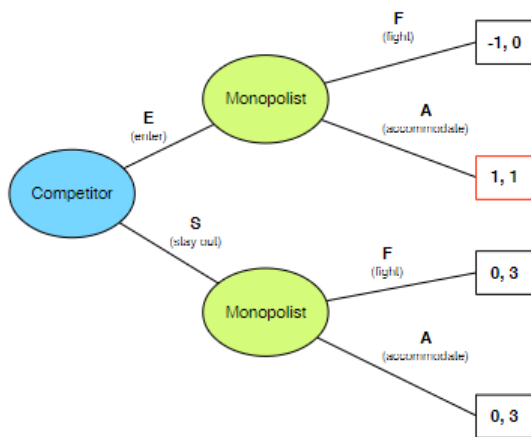 F
(fight)
-1, 0
Monopolist
E
(enter)
A
(accommodate)
1, 1
Competitor
S
(stay out)
F
(fight)
0, 3
Monopolist
A
(accommodate)
0, 3